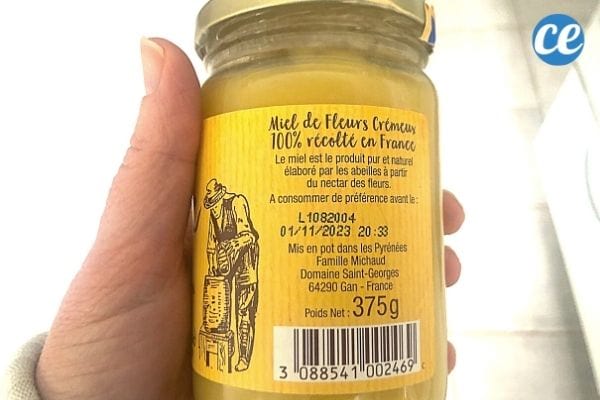 ce
Miel de Fleurs Crémeux
100% récolté en France
Le miel est le produit pur et naturel
élaboré par les abeilles à partir
du nectar des fleurs.
A consommer de préférence avant le :
L1082004
01/11/2023 20:33
Mis en pot dans les Pyrénées
Famille Michaud
Domaine Saint-Georges
64290 Gan - France
Poids Net : 375g
3 088541 002469